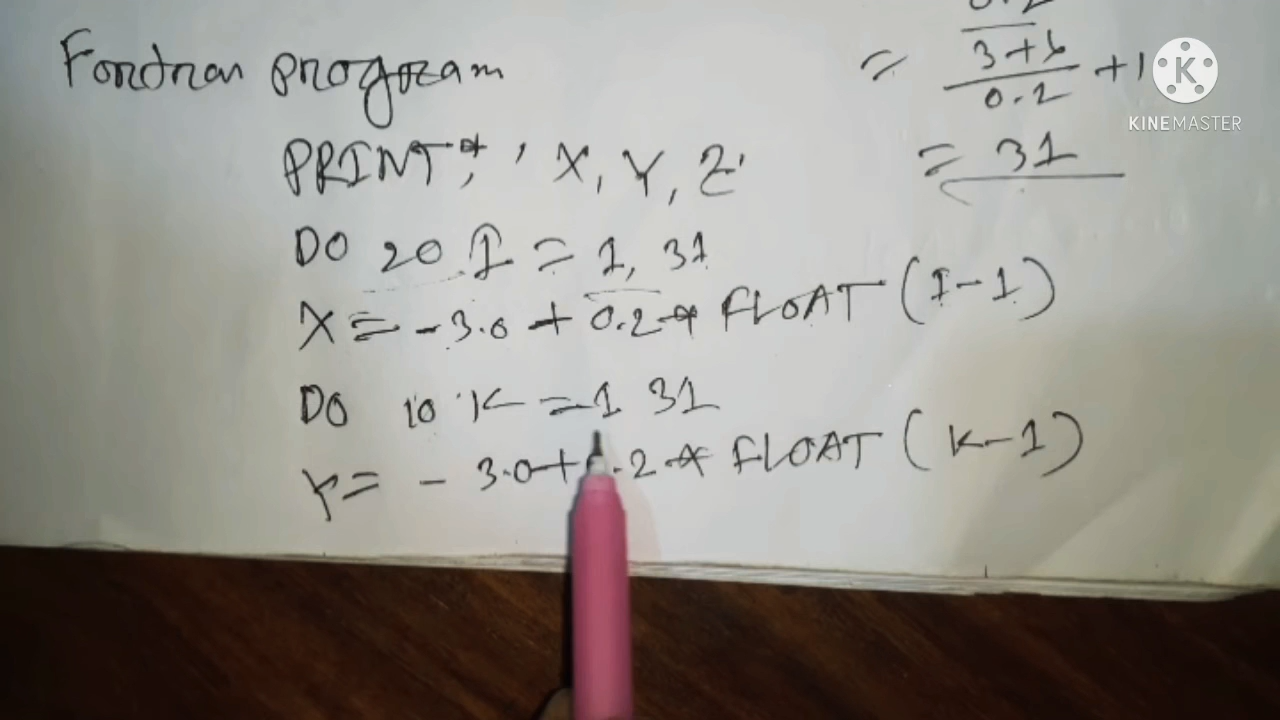 Fortran program
PRINT*, 'X, Y, Z'
DO 20 I = 1, 31
X = -3.0 + 0.2 * FLOAT (I-1)
DO 10 K = 1 31
Y = - 3.0+0.2 * FLOAT (K-1)
= 3+3/0.2 +1
= 31
K
KINEMASTER